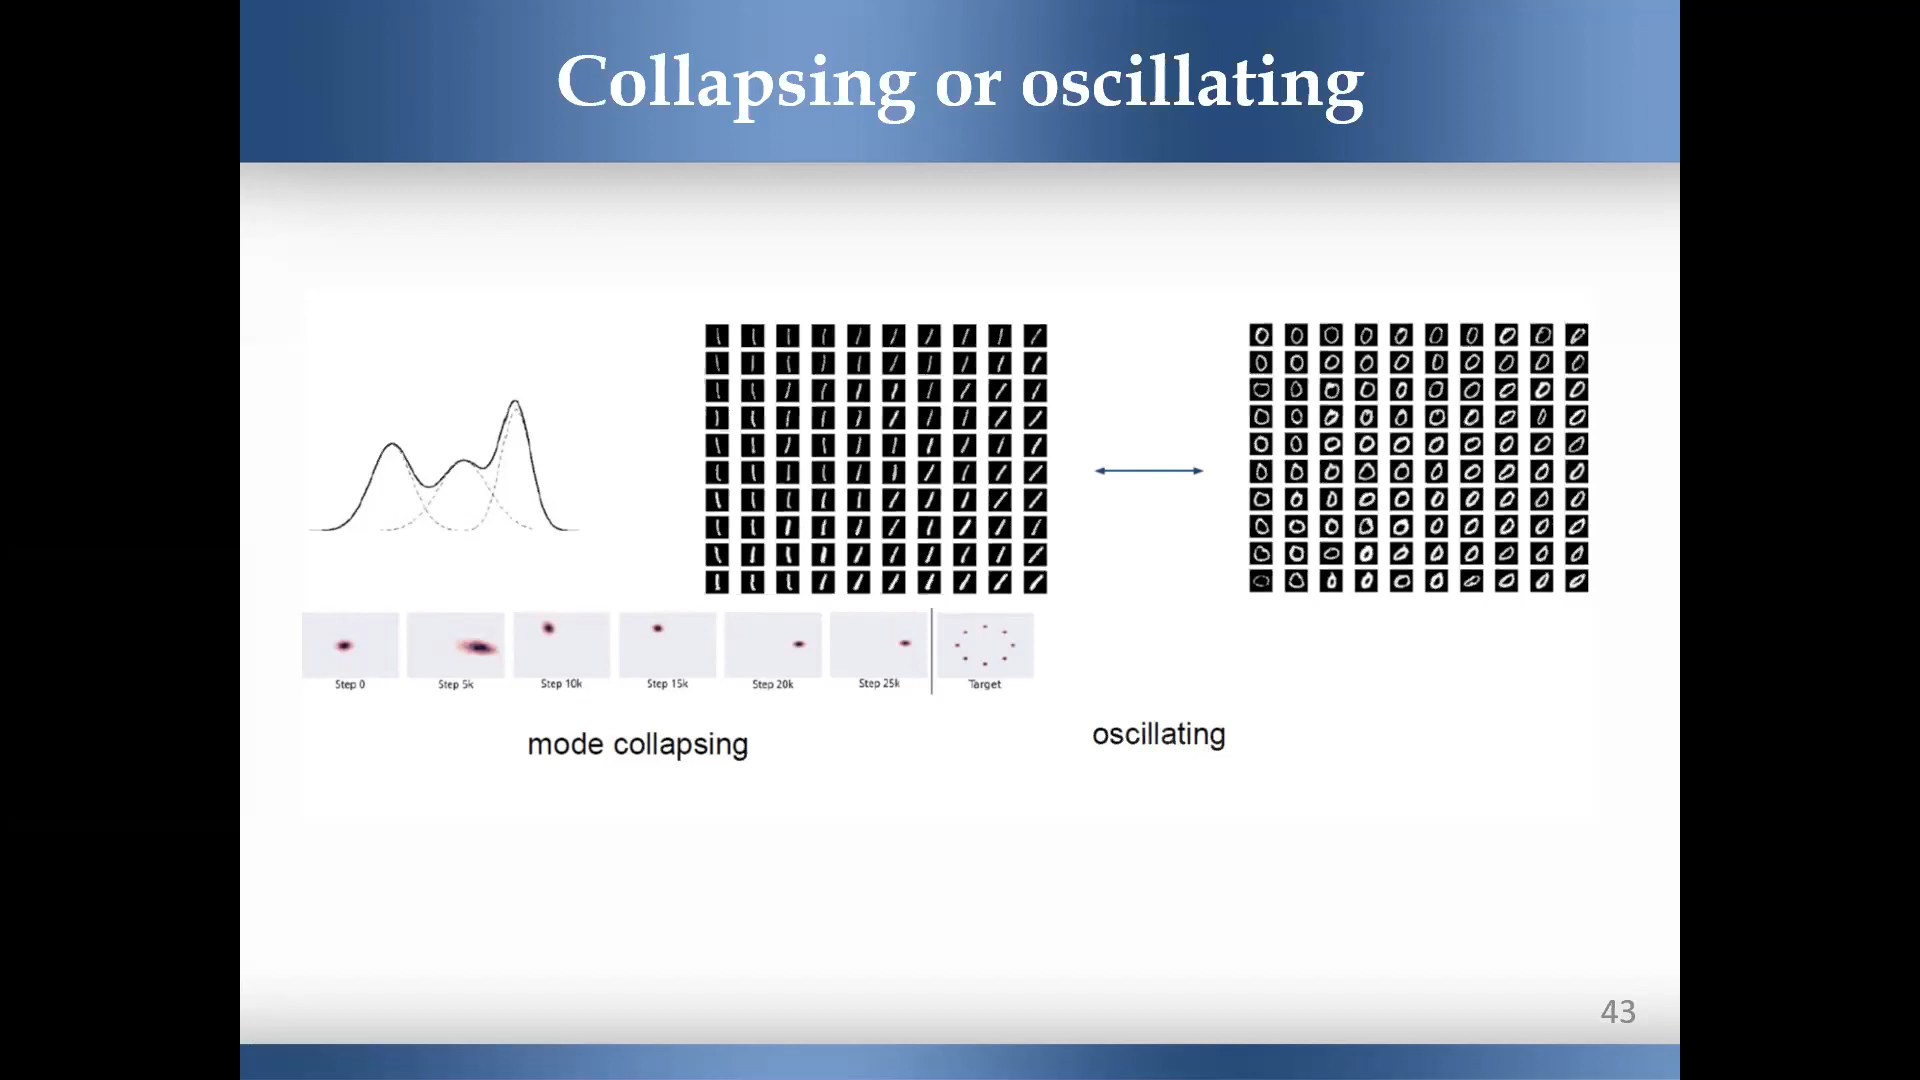 Collapsing or oscillating
Step 0
Step 5k
Step 10k
Step 15k
Step 20k
Step 25k
Target
mode collapsing
oscillating
43